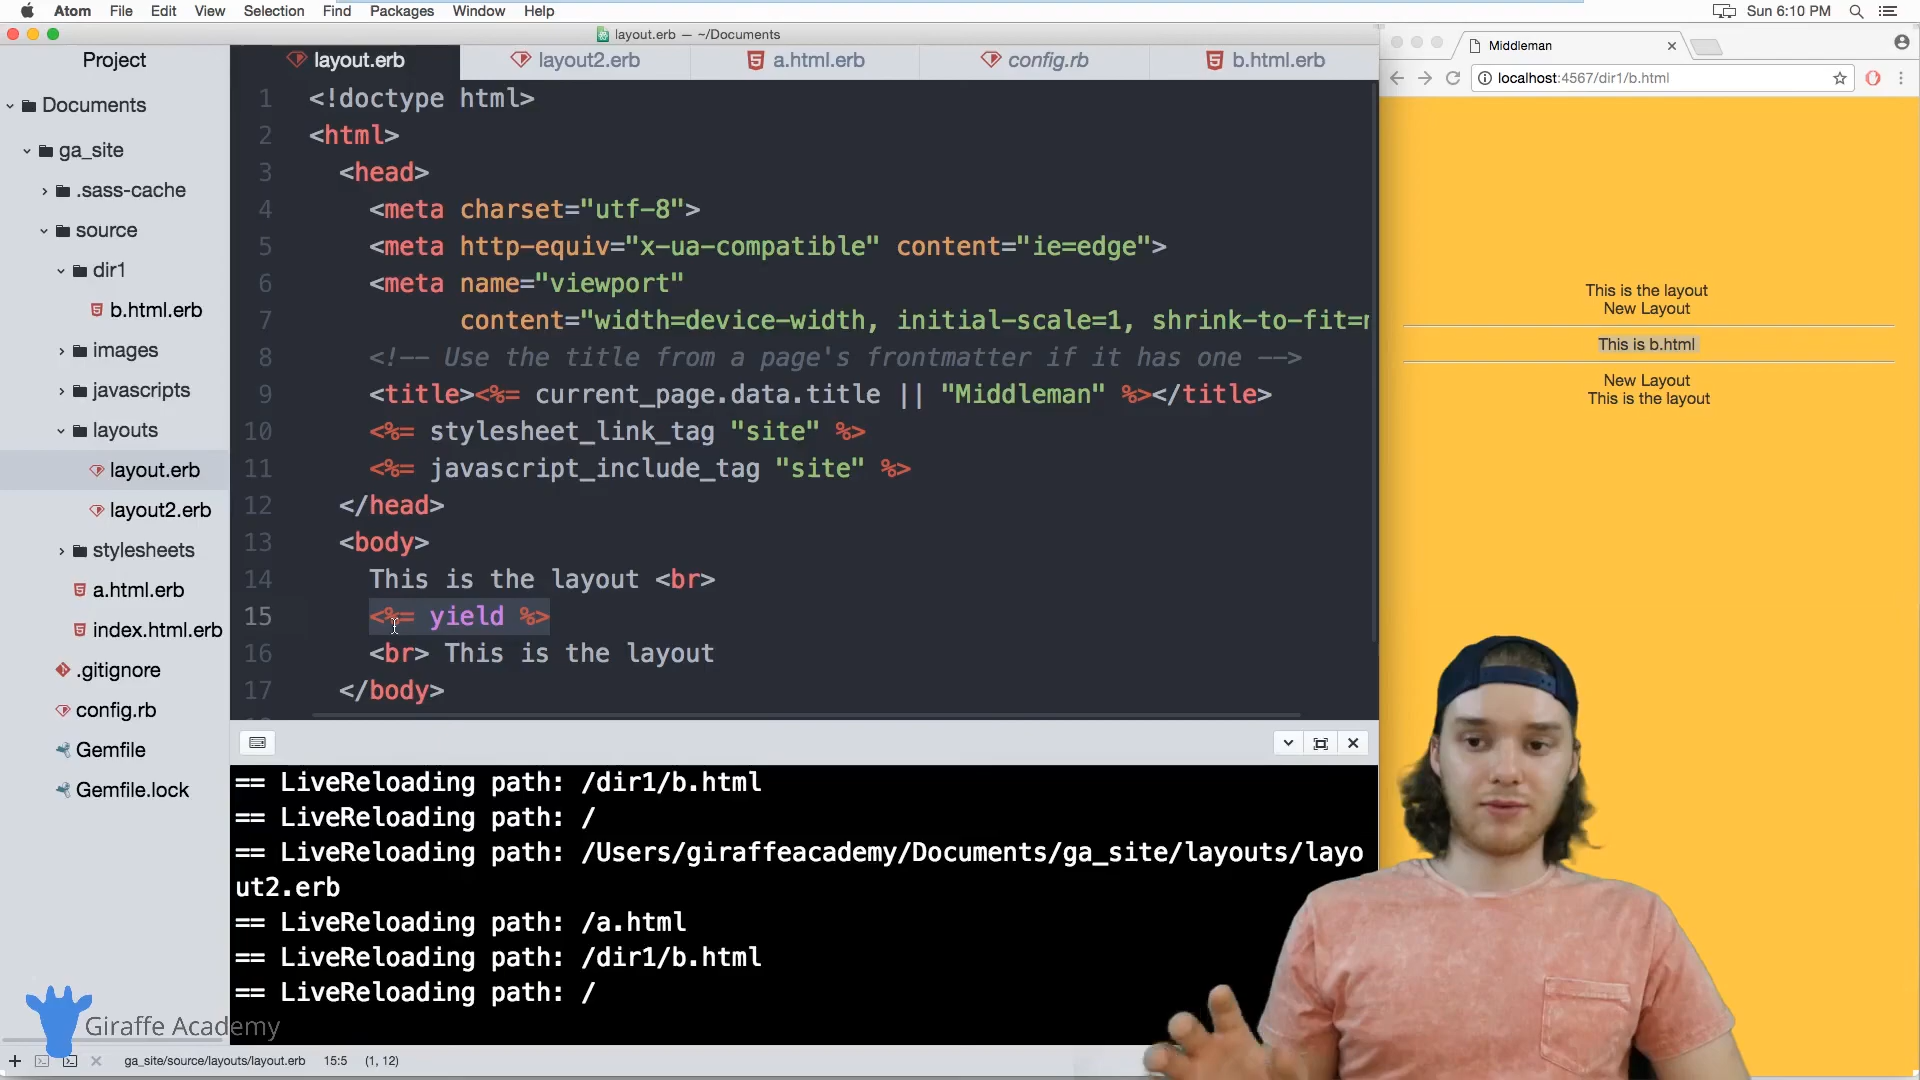 Atom File Edit View Selection Find Packages Window Help
Sun 6:10 PM
layout.erb — ~/Documents
Project
layout.erb
layout2.erb
a.html.erb
config.rb
b.html.erb
Middleman
localhost:4567/dir1/b.html
Documents
ga_site
.sass-cache
source
dir1
b.html.erb
images
javascripts
layouts
layout.erb
layout2.erb
stylesheets
a.html.erb
index.html.erb
.gitignore
config.rb
Gemfile
Gemfile.lock
1 <!doctype html>
2 <html>
3 <head>
4 <meta charset="utf-8">
5 <meta http-equiv="x-ua-compatible" content="ie=edge">
6 <meta name="viewport"
7 content="width=device-width, initial-scale=1, shrink-to-fit=
8 <!-- Use the title from a page's frontmatter if it has one -->
9 <title><%= current_page.data.title || "Middleman" %></title>
10 <%= stylesheet_link_tag "site" %>
11 <%= javascript_include_tag "site" %>
12 </head>
13 <body>
14 This is the layout <br>
15 <%= yield %>
16 <br> This is the layout
17 </body>
This is the layout
New Layout
This is b.html
New Layout
This is the layout
== LiveReloading path: /dir1/b.html
== LiveReloading path: /
== LiveReloading path: /Users/giraffeacademy/Documents/ga_site/layouts/layo
ut2.erb
== LiveReloading path: /a.html
== LiveReloading path: /dir1/b.html
== LiveReloading path: /
Giraffe Academy
ga_site/source/layouts/layout.erb 15:5 (1, 12)